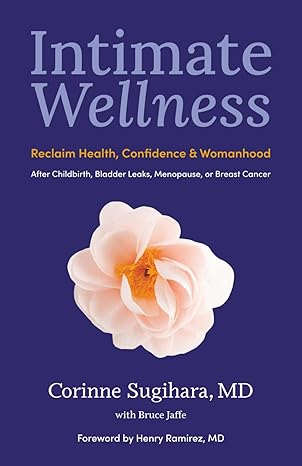 Intimate
Wellness
Reclaim Health, Confidence & Womanhood
After Childbirth, Bladder Leaks, Menopause, or Breast Cancer
Corinne Sugihara, MD
with Bruce Jaffe
Foreword by Henry Ramirez, MD